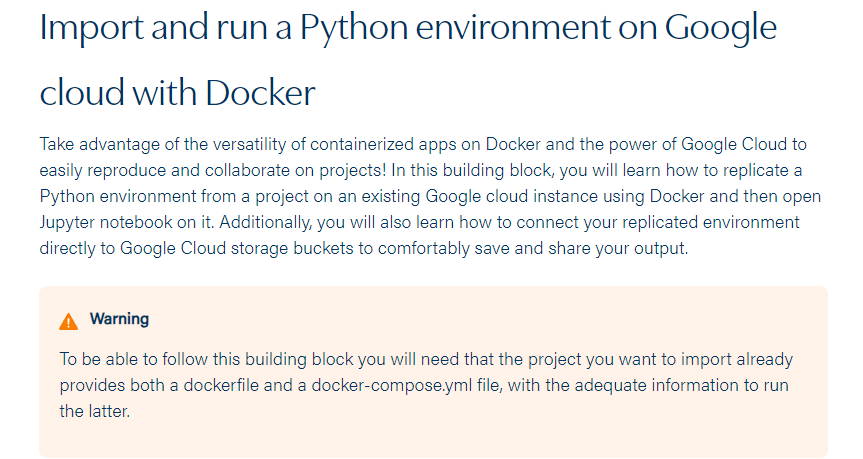 Import and run a Python environment on Google
cloud with Docker
Take advantage of the versatility of containerized apps on Docker and the power of Google Cloud to
easily reproduce and collaborate on projects! In this building block, you will learn how to replicate a
Python environment from a project on an existing Google cloud instance using Docker and then open
Jupyter notebook on it. Additionally, you will also learn how to connect your replicated environment
directly to Google Cloud storage buckets to comfortably save and share your output.
Warning
To be able to follow this building block you will need that the project you want to import already
provides both a dockerfile and a docker-compose.yml file, with the adequate information to run
the latter.